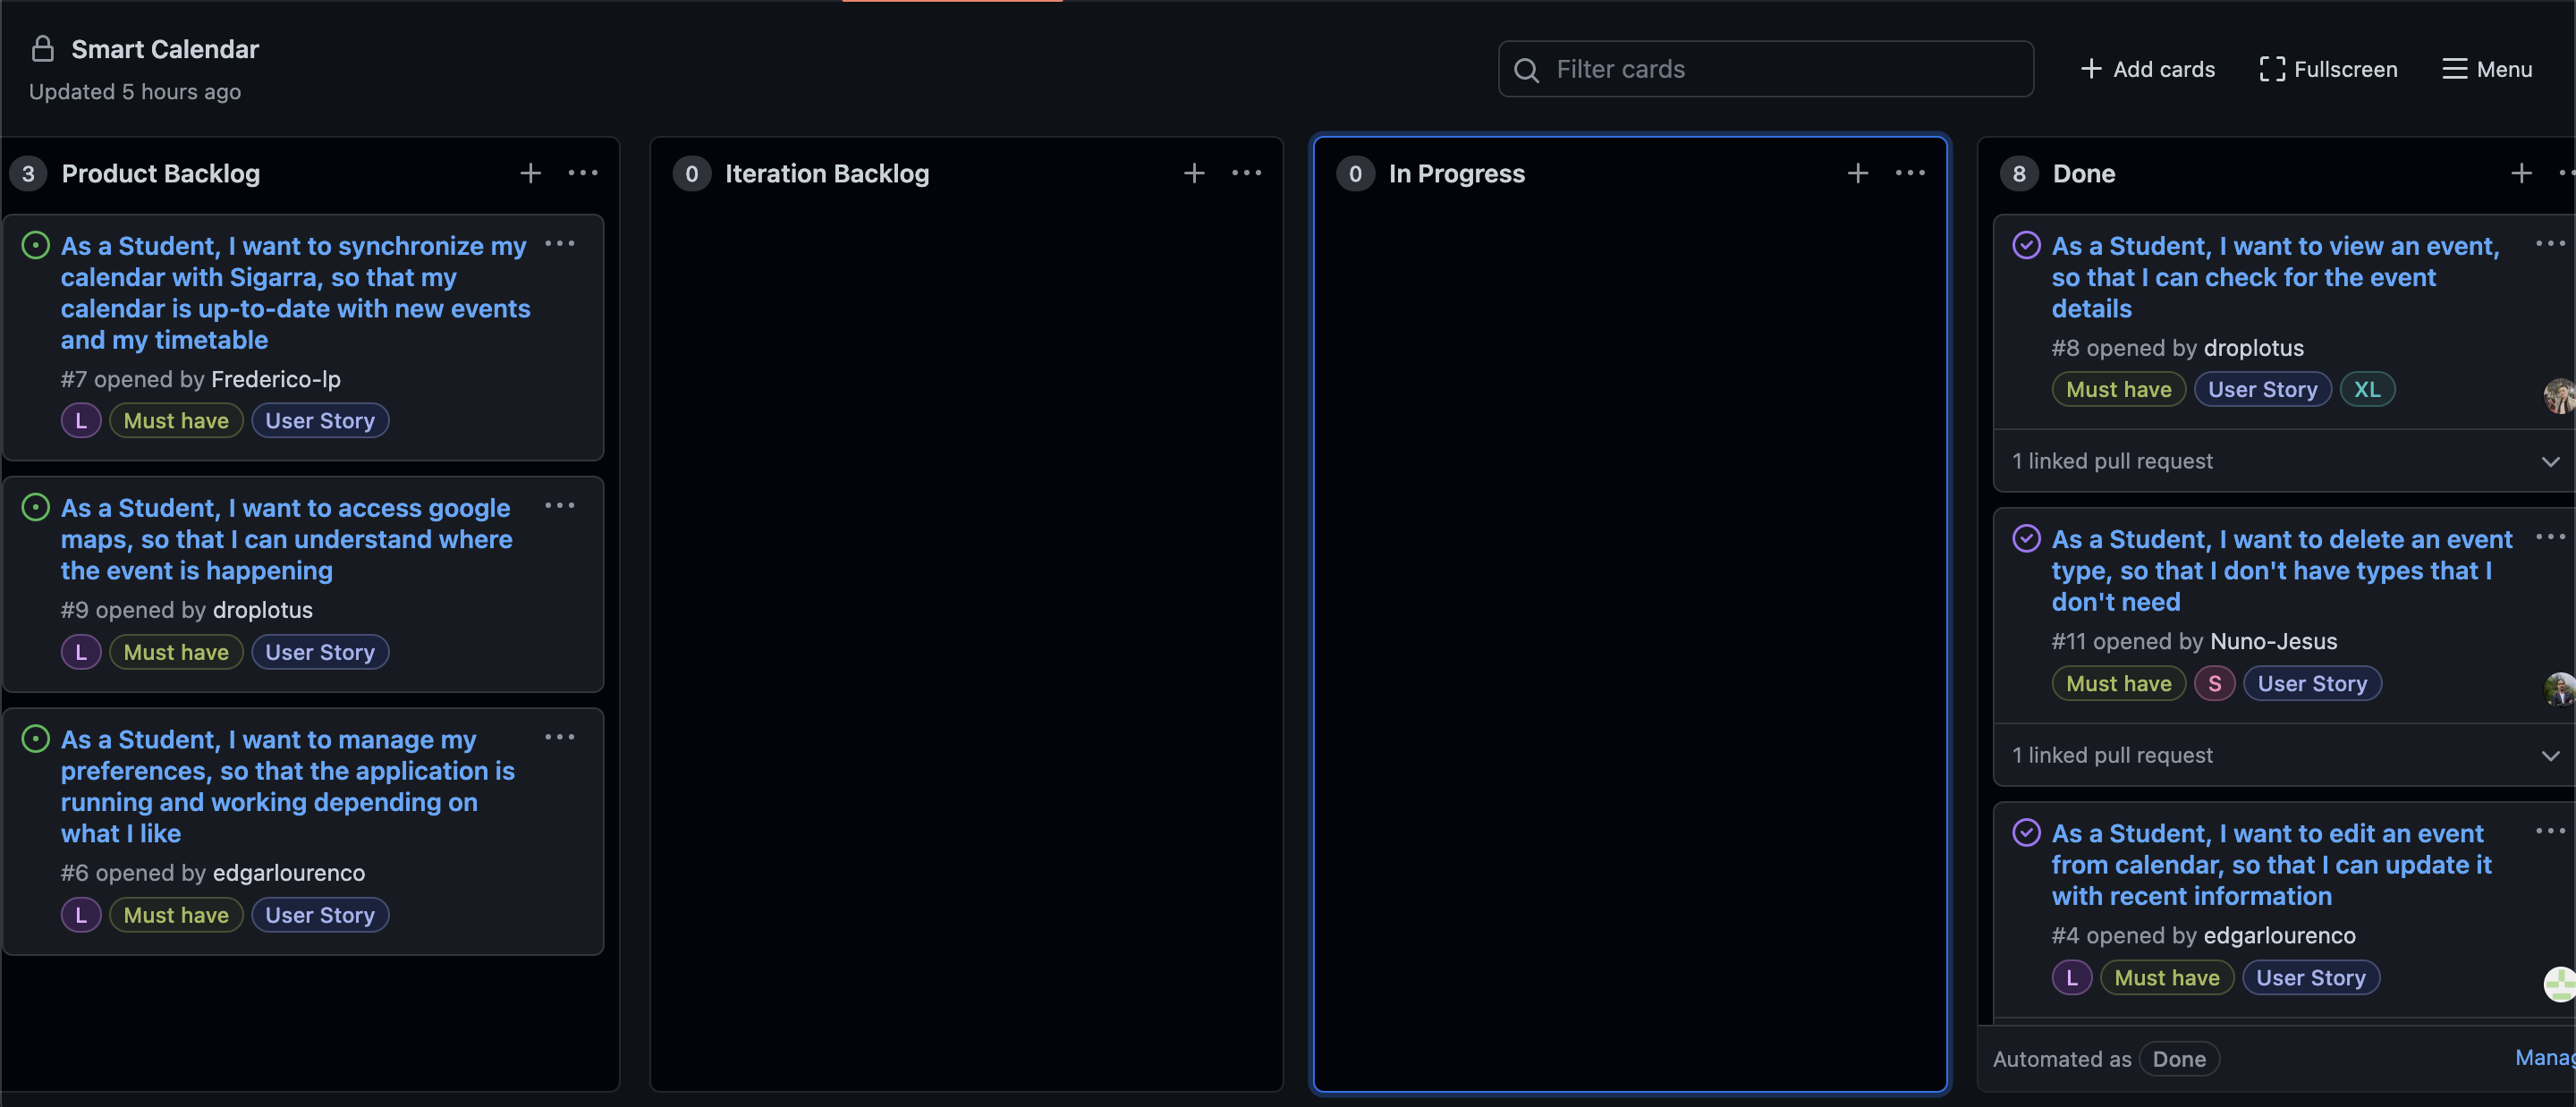 Smart Calendar
Updated 5 hours ago
Filter cards
Add cards
Fullscreen
Menu
3 Product Backlog
As a Student, I want to synchronize my
calendar with Sigarra, so that my
calendar is up-to-date with new events
and my timetable
#7 opened by Frederico-lp
L Must have User Story
As a Student, I want to access google
maps, so that I can understand where
the event is happening
#9 opened by droplotus
L Must have User Story
As a Student, I want to manage my
preferences, so that the application is
running and working depending on
what I like
#6 opened by edgarlourenco
L Must have User Story
0 Iteration Backlog
0 In Progress
8 Done
As a Student, I want to view an event,
so that I can check for the event
details
#8 opened by droplotus
Must have User Story XL
1 linked pull request
As a Student, I want to delete an event
type, so that I don't have types that I
don't need
#11 opened by Nuno-Jesus
Must have S User Story
1 linked pull request
As a Student, I want to edit an event
from calendar, so that I can update it
with recent information
#4 opened by edgarlourenco
L Must have User Story
Automated as Done
Manag